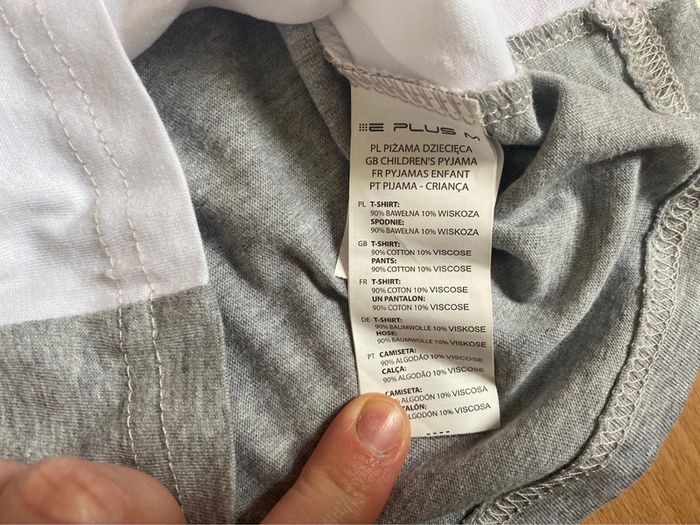 E PLUS M
PL PIŻAMA DZIECIĘCA
GB CHILDREN'S PYJAMA
FR PYJAMAS ENFANT
PT PIJAMA - CRIANÇA
PL T-SHIRT:
90% BAWEŁNA 10% WISKOZA
SPODNIE:
90% BAWEŁNA 10% WISKOZA
GB T-SHIRT:
90% COTTON 10% VISCOSE
PANTS:
90% COTTON 10% VISCOSE
FR T-SHIRT:
90% COTON 10% VISCOSE
UN PANTALON:
90% COTON 10% VISCOSE
DE T-SHIRT:
90% BAUMWOLLE 10% VISKOSE
HOSE:
90% BAUMWOLLE 10% VISKOSE
PT CAMISETA:
90% ALGODÃO 10% VISCOSE
CALÇA:
90% ALGODÃO 10% VISCOSE
CAMISETA:
ALGODÓN 10% VISCOSA
TALÓN:
DÓN 10% VISCOSA